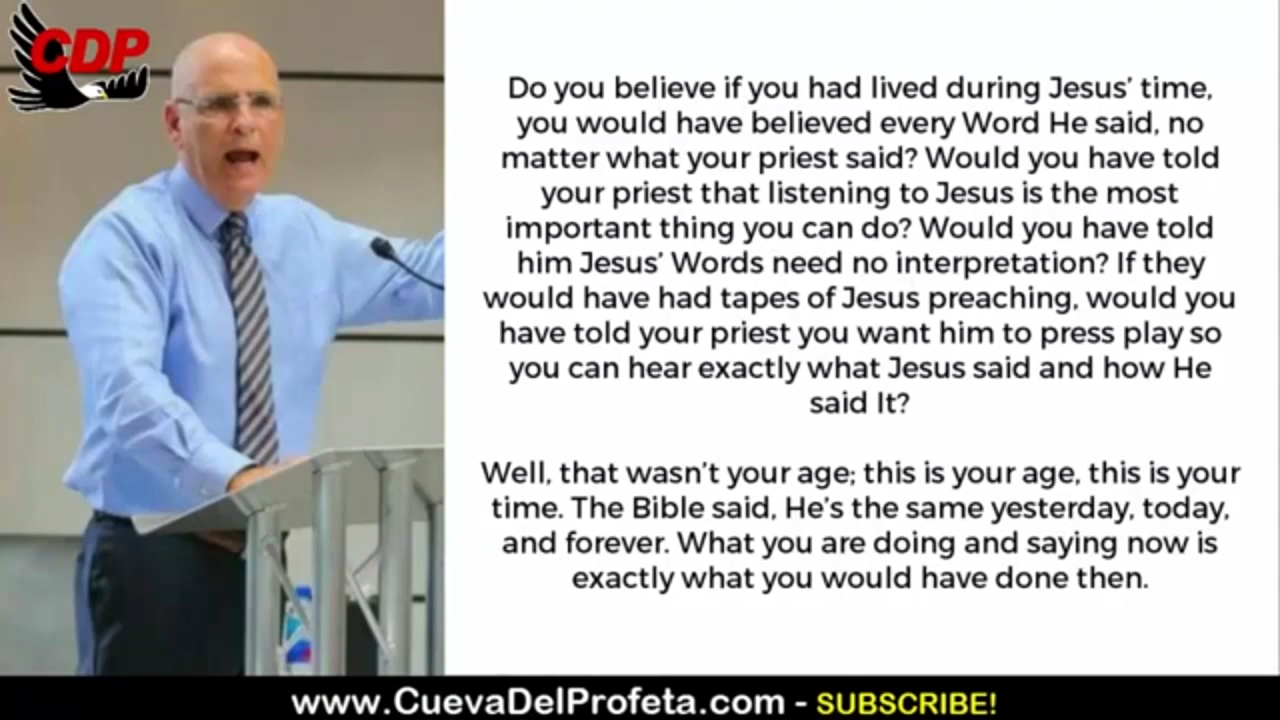 CDP
Do you believe if you had lived during Jesus’ time,
you would have believed every Word He said, no
matter what your priest said? Would you have told
your priest that listening to Jesus is the most
important thing you can do? Would you have told
him Jesus’ Words need no interpretation? If they
would have had tapes of Jesus preaching, would you
have told your priest you want him to press play so
you can hear exactly what Jesus said and how He
said It?
Well, that wasn’t your age; this is your age, this is your
time. The Bible said, He’s the same yesterday, today,
and forever. What you are doing and saying now is
exactly what you would have done then.
www.CuevaDelProfeta.com - SUBSCRIBE!